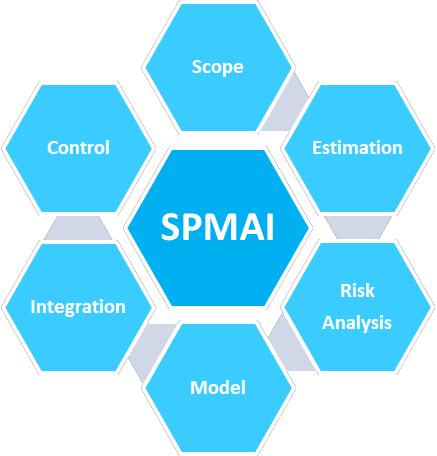 Scope
Control
Estimation
SPMAI
Integration
Risk
Analysis
Model